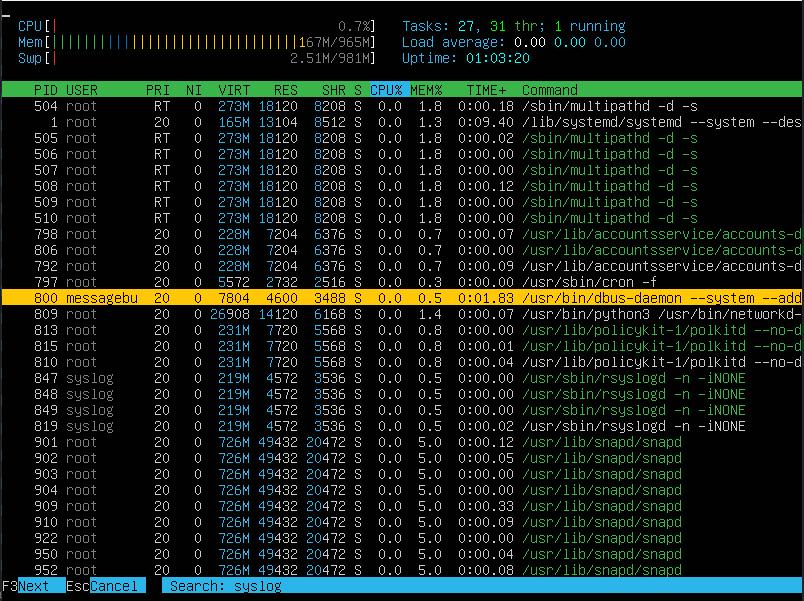 CPU[| 0.7%] Tasks: 27, 31 thr; 1 running
Mem[|||||||||||||||||||||||||||||||167M/965M] Load average: 0.00 0.00 0.00
Swp[| 2.51M/981M] Uptime: 01:03:20
PID USER PRI NI VIRT RES SHR S CPU% MEM% TIME+ Command
504 root RT 0 273M 18120 8208 S 0.0 1.8 0:00.18 /sbin/multipathd -d -s
1 root 20 0 165M 13104 8512 S 0.0 1.3 0:09.40 /lib/systemd/systemd --system --des
505 root RT 0 273M 18120 8208 S 0.0 1.8 0:00.02 /sbin/multipathd -d -s
506 root RT 0 273M 18120 8208 S 0.0 1.8 0:00.00 /sbin/multipathd -d -s
507 root RT 0 273M 18120 8208 S 0.0 1.8 0:00.00 /sbin/multipathd -d -s
508 root RT 0 273M 18120 8208 S 0.0 1.8 0:00.12 /sbin/multipathd -d -s
509 root RT 0 273M 18120 8208 S 0.0 1.8 0:00.00 /sbin/multipathd -d -s
510 root RT 0 273M 18120 8208 S 0.0 1.8 0:00.00 /sbin/multipathd -d -s
798 root 20 0 228M 7204 6376 S 0.0 0.7 0:00.07 /usr/lib/accountsservice/accounts-d
806 root 20 0 228M 7204 6376 S 0.0 0.7 0:00.00 /usr/lib/accountsservice/accounts-d
792 root 20 0 228M 7204 6376 S 0.0 0.7 0:00.09 /usr/lib/accountsservice/accounts-d
797 root 20 0 5572 2732 2516 S 0.0 0.3 0:00.00 /usr/sbin/cron -f
800 messagebu 20 0 7804 4600 3488 S 0.0 0.5 0:01.83 /usr/bin/dbus-daemon --system --add
809 root 20 0 26908 14120 6168 S 0.0 1.4 0:00.07 /usr/bin/python3 /usr/bin/networkd-
813 root 20 0 231M 7720 5568 S 0.0 0.8 0:00.00 /usr/lib/policykit-1/polkitd --no-d
815 root 20 0 231M 7720 5568 S 0.0 0.8 0:00.01 /usr/lib/policykit-1/polkitd --no-d
810 root 20 0 231M 7720 5568 S 0.0 0.8 0:00.04 /usr/lib/policykit-1/polkitd --no-d
847 syslog 20 0 219M 4572 3536 S 0.0 0.5 0:00.00 /usr/sbin/rsyslogd -n -iNONE
848 syslog 20 0 219M 4572 3536 S 0.0 0.5 0:00.00 /usr/sbin/rsyslogd -n -iNONE
849 syslog 20 0 219M 4572 3536 S 0.0 0.5 0:00.00 /usr/sbin/rsyslogd -n -iNONE
819 syslog 20 0 219M 4572 3536 S 0.0 0.5 0:00.02 /usr/sbin/rsyslogd -n -iNONE
901 root 20 0 726M 49432 20472 S 0.0 5.0 0:00.12 /usr/lib/snapd/snapd
902 root 20 0 726M 49432 20472 S 0.0 5.0 0:00.05 /usr/lib/snapd/snapd
903 root 20 0 726M 49432 20472 S 0.0 5.0 0:00.00 /usr/lib/snapd/snapd
904 root 20 0 726M 49432 20472 S 0.0 5.0 0:00.00 /usr/lib/snapd/snapd
909 root 20 0 726M 49432 20472 S 0.0 5.0 0:00.33 /usr/lib/snapd/snapd
910 root 20 0 726M 49432 20472 S 0.0 5.0 0:00.09 /usr/lib/snapd/snapd
922 root 20 0 726M 49432 20472 S 0.0 5.0 0:00.00 /usr/lib/snapd/snapd
950 root 20 0 726M 49432 20472 S 0.0 5.0 0:00.04 /usr/lib/snapd/snapd
952 root 20 0 726M 49432 20472 S 0.0 5.0 0:00.08 /usr/lib/snapd/snapd
F3Next EscCancel Search: syslog